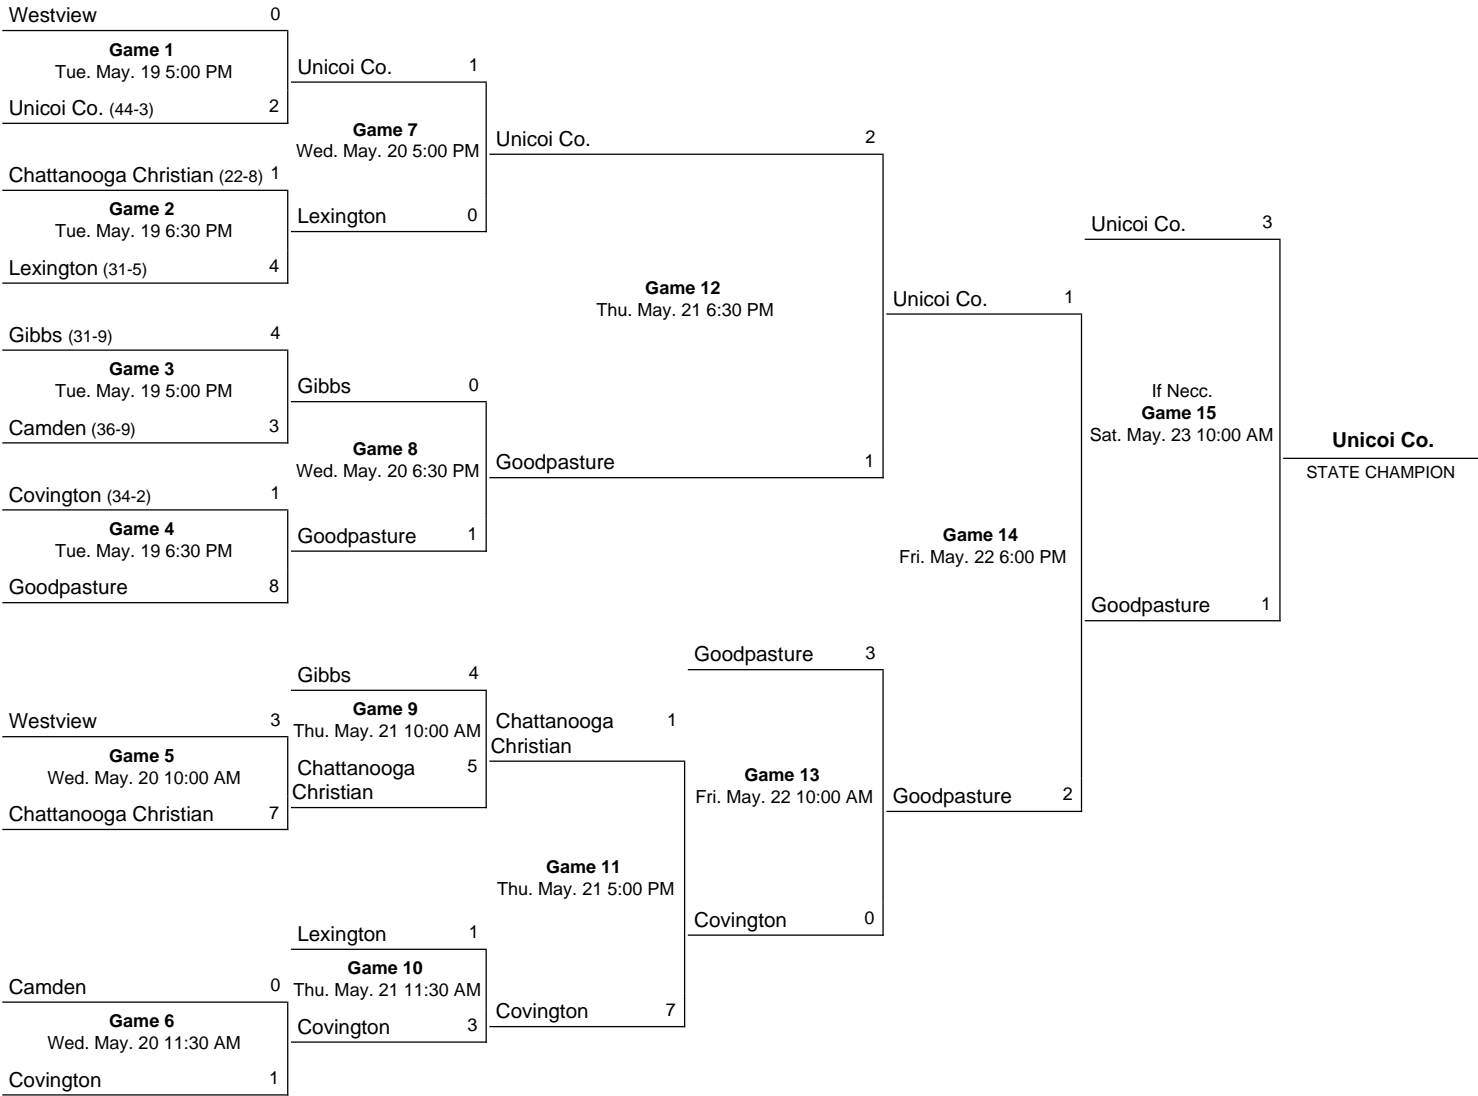 Westview 0
Game 1
Tue. May. 19 5:00 PM
Unicoi Co. (44-3) 2
Chattanooga Christian (22-8) 1
Game 2
Tue. May. 19 6:30 PM
Lexington (31-5) 4
Gibbs (31-9) 4
Game 3
Tue. May. 19 5:00 PM
Camden (36-9) 3
Covington (34-2) 1
Game 4
Tue. May. 19 6:30 PM
Goodpasture 8
Westview 3
Game 5
Wed. May. 20 10:00 AM
Chattanooga Christian 7
Camden 0
Game 6
Wed. May. 20 11:30 AM
Covington 1
Unicoi Co. 1
Game 7
Wed. May. 20 5:00 PM
Lexington 0
Gibbs 0
Game 8
Wed. May. 20 6:30 PM
Goodpasture 1
Gibbs 4
Game 9
Thu. May. 21 10:00 AM
Chattanooga 5
Christian
Lexington 1
Game 10
Thu. May. 21 11:30 AM
Covington 3
Unicoi Co. 2
Game 12
Thu. May. 21 6:30 PM
Goodpasture 1
Chattanooga 1
Christian
Game 11
Thu. May. 21 5:00 PM
Covington 7
Goodpasture 3
Game 13
Fri. May. 22 10:00 AM
Covington 0
Unicoi Co. 1
Game 14
Fri. May. 22 6:00 PM
Goodpasture 2
Unicoi Co. 3
If Necc.
Game 15
Sat. May. 23 10:00 AM
Goodpasture 1
Unicoi Co.
STATE CHAMPION